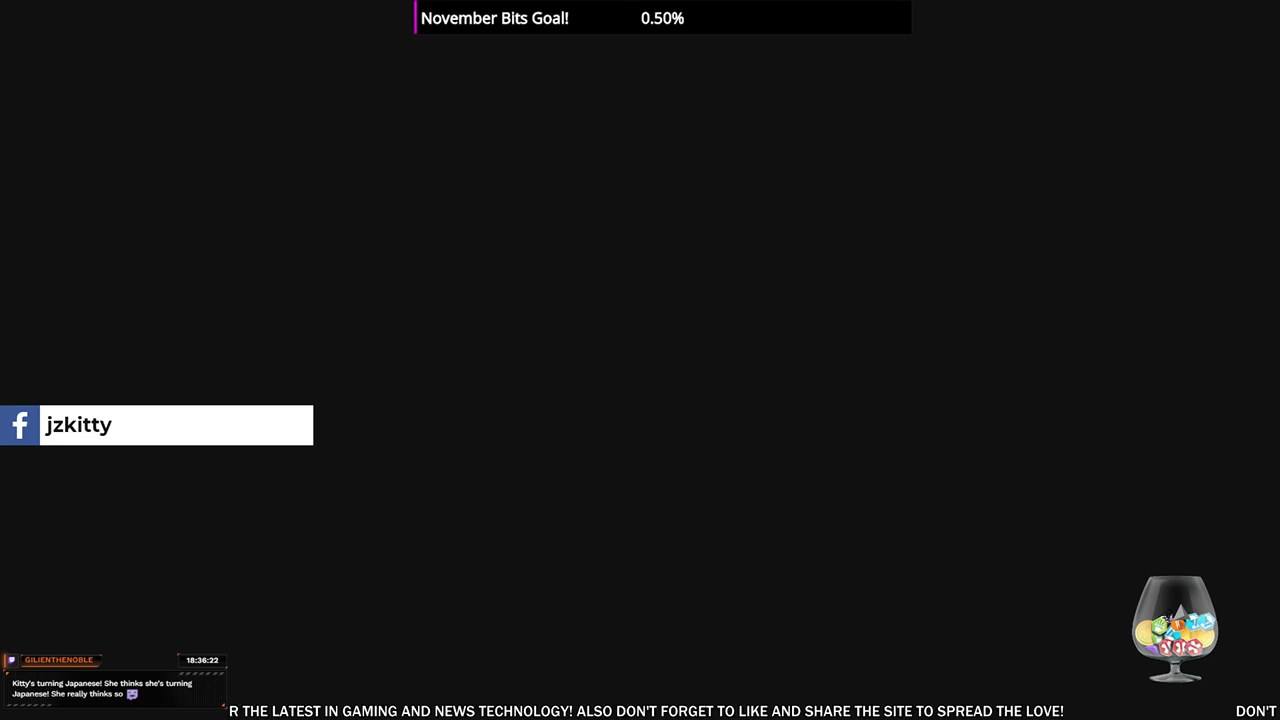 November Bits Goal! 0.50%
jzkitty
GILIENTHENOBLE 18:36:22
Kitty's turning Japanese! She thinks she's turning
Japanese! She really thinks so
R THE LATEST IN GAMING AND NEWS TECHNOLOGY! ALSO DON'T FORGET TO LIKE AND SHARE THE SITE TO SPREAD THE LOVE! DON'T